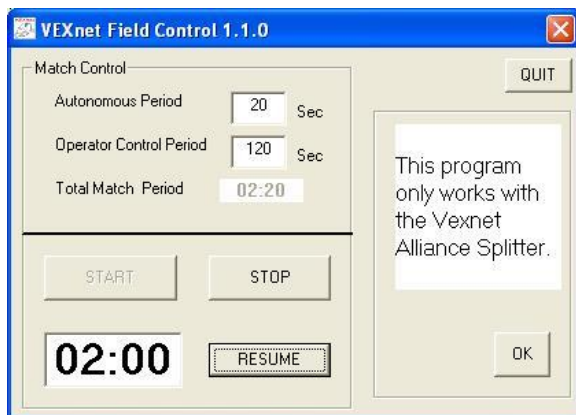 VEXnet Field Control 1.1.0
Match Control
Autonomous Period 20 Sec
Operator Control Period 120 Sec
Total Match Period 02:20
START STOP
02:00 RESUME
QUIT
This program
only works with
the Vexnet
Alliance Splitter.
OK